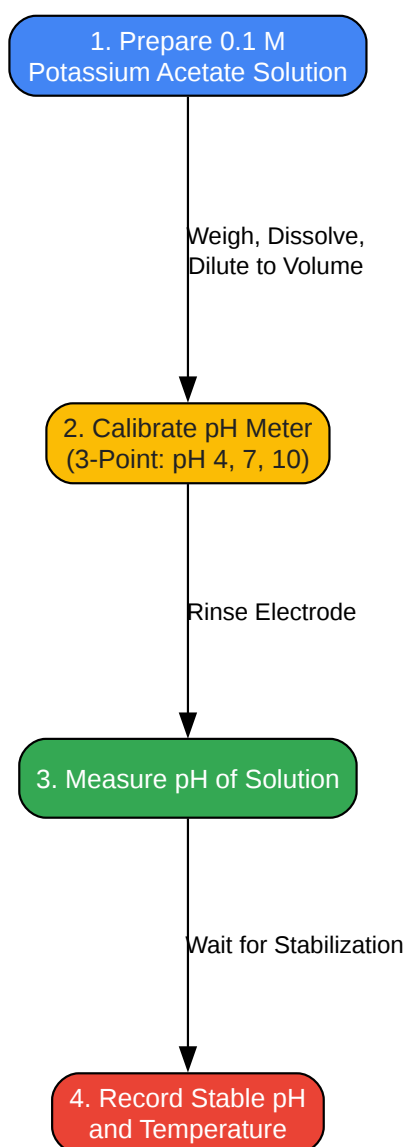 1. Prepare 0.1 M
Potassium Acetate Solution
Weigh, Dissolve,
Dilute to Volume
2. Calibrate pH Meter
(3-Point: pH 4, 7, 10)
Rinse Electrode
3. Measure pH of Solution
Wait for Stabilization
4. Record Stable pH
and Temperature